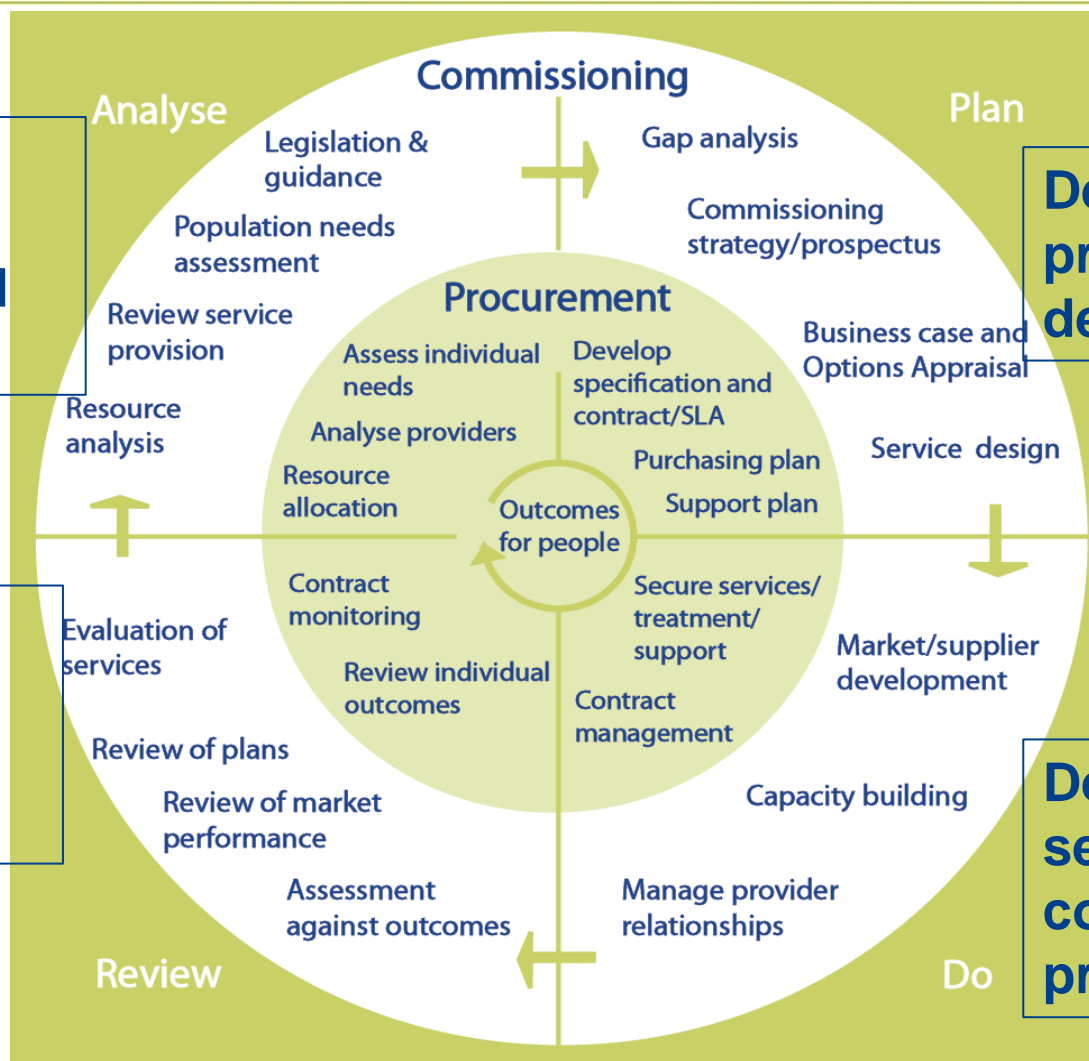 Commissioning
Analyse
Legislation &
guidance
Population needs
assessment
Review service
provision
Resource
analysis
Plan
Gap analysis
Commissioning
strategy/prospectus
Business case and
Options Appraisal
Service design
Procurement
Assess individual
needs
Analyse providers
Resource
allocation
Develop
specification and
contract/SLA
Purchasing plan
Support plan
Outcomes
for people
Contract
monitoring
Review individual
outcomes
Secure services/
treatment/
support
Contract
management
Evaluation of
services
Review of plans
Review of market
performance
Assessment
against outcomes
Review
Market/supplier
development
Capacity building
Manage provider
relationships
Do